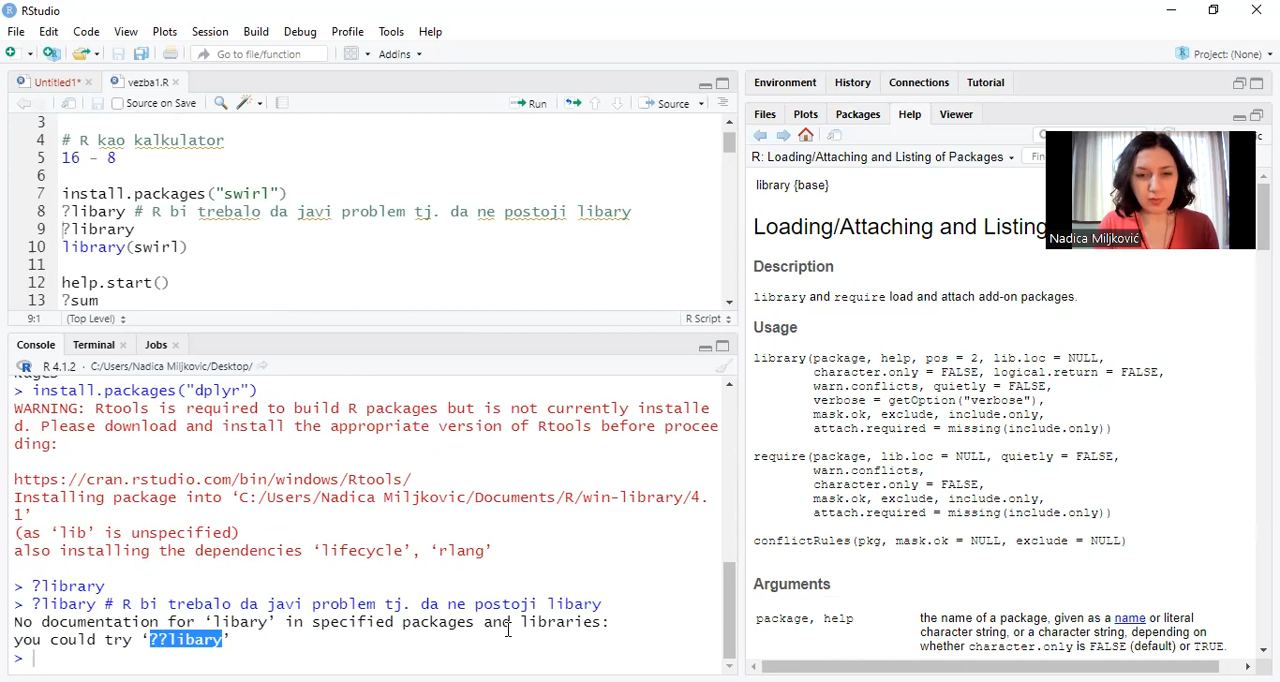 RStudio
File Edit Code View Plots Session Build Debug Profile Tools Help
Go to file/function Addins Project: (None)
Untitled1* vezba1.R
Source on Save Run Source
3
4 # R kao kalkulator
5 16 - 8
6
7 install.packages("swirl")
8 ?libary # R bi trebalo da javi problem tj. da ne postoji libary
9 ?library
10 library(swirl)
11
12 help.start()
13 ?sum
9:1 (Top Level) R Script
Console Terminal Jobs
R 4.1.2 · C:/Users/Nadica Miljkovic/Desktop/
> install.packages("dplyr")
WARNING: Rtools is required to build R packages but is not currently installe
d. Please download and install the appropriate version of Rtools before procee
ding:
https://cran.rstudio.com/bin/windows/Rtools/
Installing package into ‘C:/Users/Nadica Miljkovic/Documents/R/win-library/4.
1’
(as ‘lib’ is unspecified)
also installing the dependencies ‘lifecycle’, ‘rlang’
> ?library
> ?libary # R bi trebalo da javi problem tj. da ne postoji libary
No documentation for ‘libary’ in specified packages and libraries:
you could try ‘??libary’
>
Environment History Connections Tutorial
Files Plots Packages Help Viewer
R: Loading/Attaching and Listing of Packages
library {base}
Loading/Attaching and Listing
Nadica Miljković
Description
library and require load and attach add-on packages.
Usage
library(package, help, pos = 2, lib.loc = NULL,
character.only = FALSE, logical.return = FALSE,
warn.conflicts, quietly = FALSE,
verbose = getOption("verbose"),
mask.ok, exclude, include.only,
attach.required = missing(include.only))
require(package, lib.loc = NULL, quietly = FALSE,
warn.conflicts,
character.only = FALSE,
mask.ok, exclude, include.only,
attach.required = missing(include.only))
conflictRules(pkg, mask.ok = NULL, exclude = NULL)
Arguments
package, help the name of a package, given as a name or literal
character string, or a character string, depending on
whether character.only is FALSE (default) or TRUE.